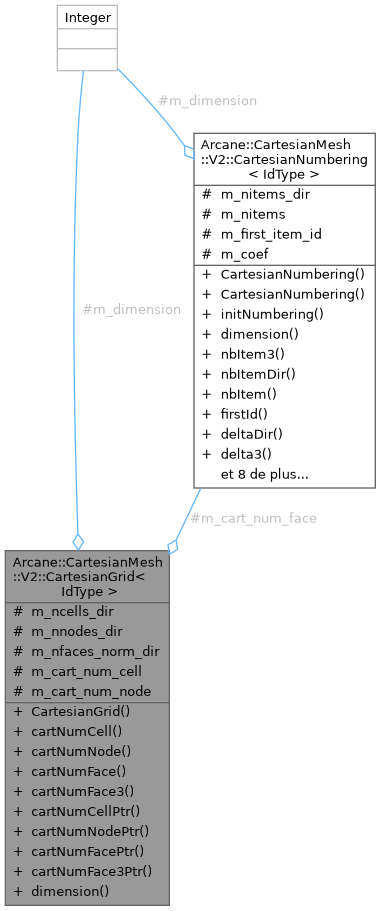 Integer
#m_dimension
Arcane::CartesianMesh
::V2::CartesianNumbering
< IdType >
# m_nitems_dir
# m_nitems
# m_first_item_id
# m_coef
+ CartesianNumbering()
+ CartesianNumbering()
+ initNumbering()
+ dimension()
+ nbItem3()
+ nbItemDir()
+ nbItem()
+ firstId()
+ deltaDir()
+ delta3()
et 8 de plus...
#m_dimension
#m_cart_num_face
Arcane::CartesianMesh
::V2::CartesianGrid<
IdType >
# m_ncells_dir
# m_nnodes_dir
# m_nfaces_norm_dir
# m_cart_num_cell
# m_cart_num_node
+ CartesianGrid()
+ cartNumCell()
+ cartNumNode()
+ cartNumFace()
+ cartNumFace3()
+ cartNumCellPtr()
+ cartNumNodePtr()
+ cartNumFacePtr()
+ cartNumFace3Ptr()
+ dimension()